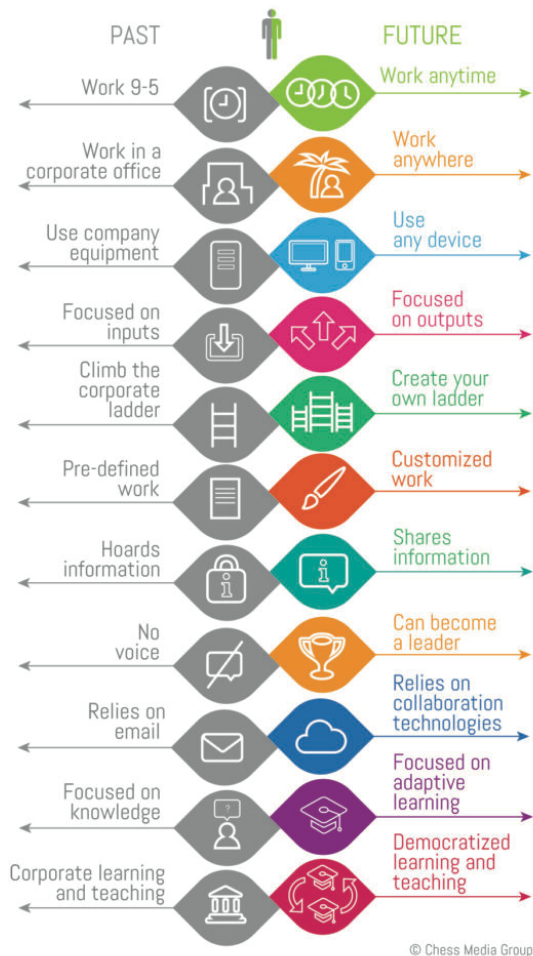 PAST
FUTURE
Work 9-5
Work anytime
Work in a
corporate office
Work
anywhere
Use company
equipment
Use
any device
Focused on
inputs
Focused
on outputs
Climb the
corporate
ladder
Create your
own ladder
Pre-defined
work
Customized
work
Hoards
information
Shares
information
No
voice
Can become
a leader
Relies on
email
Relies on
collaboration
technologies
Focused on
knowledge
Focused on
adaptive
learning
Corporate learning
and teaching
Democratized
learning and
teaching
© Chess Media Group